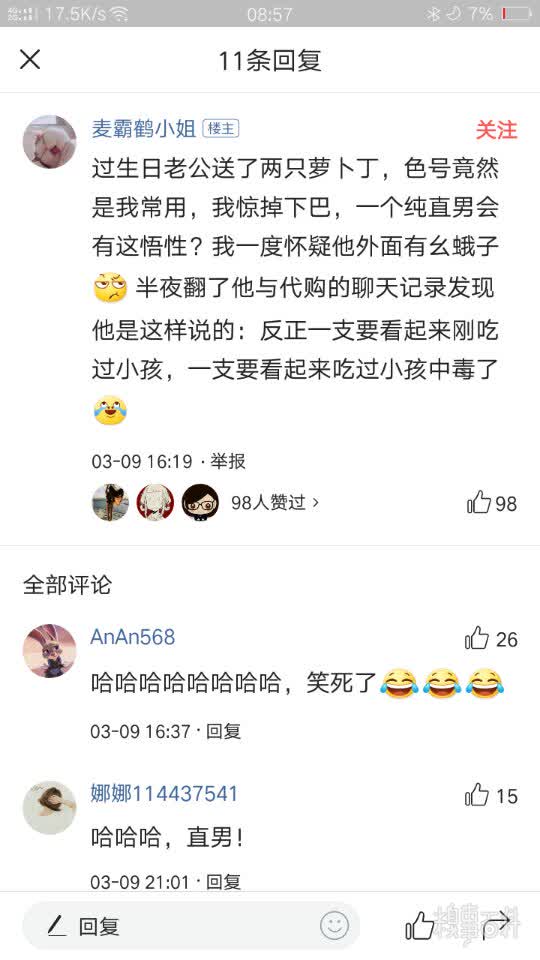 17.5K/s
08:57
7%
11条回复
麦霸鹤小姐 楼主
关注
过生日老公送了两只萝卜丁，色号竟然
是我常用，我惊掉下巴，一个纯直男会
有这悟性？我一度怀疑他外面有幺蛾子
半夜翻了他与代购的聊天记录发现
他是这样说的：反正一支要看起来刚吃
过小孩，一支要看起来吃过小孩中毒了
03-09 16:19 · 举报
98人赞过 ›
98
全部评论
AnAn568
26
哈哈哈哈哈哈哈哈，笑死了😂😂😂
03-09 16:37 · 回复
娜娜114437541
15
哈哈哈，直男！
03-09 21:01 · 回复
回复